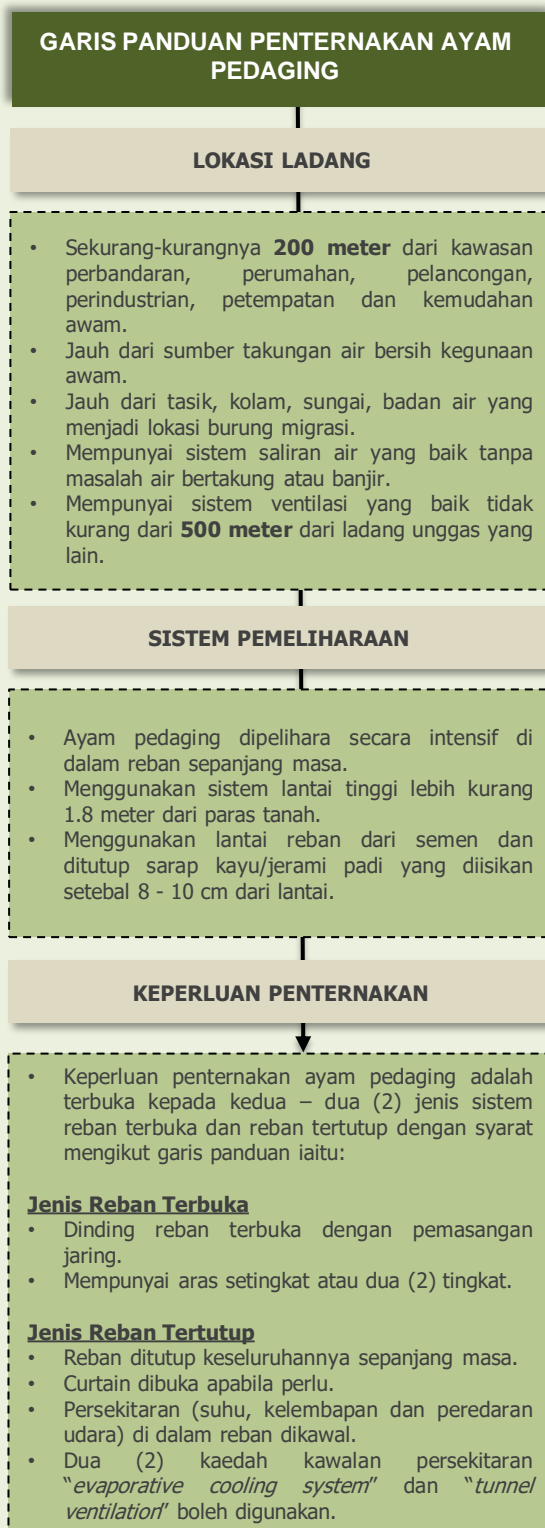 GARIS PANDUAN PENTERNAKAN AYAM
PEDAGING
LOKASI LADANG
• Sekurang-kurangnya 200 meter dari kawasan
perbandaran, perumahan, pelancongan,
perindustrian, petempatan dan kemudahan
awam.
• Jauh dari sumber takungan air bersih kegunaan
awam.
• Jauh dari tasik, kolam, sungai, badan air yang
menjadi lokasi burung migrasi.
• Mempunyai sistem saliran air yang baik tanpa
masalah air bertakung atau banjir.
• Mempunyai sistem ventilasi yang baik tidak
kurang dari 500 meter dari ladang unggas yang
lain.
SISTEM PEMELIHARAAN
• Ayam pedaging dipelihara secara intensif di
dalam reban sepanjang masa.
• Menggunakan sistem lantai tinggi lebih kurang
1.8 meter dari paras tanah.
• Menggunakan lantai reban dari semen dan
ditutup sarap kayu/jerami padi yang diisikan
setebal 8 - 10 cm dari lantai.
KEPERLUAN PENTERNAKAN
• Keperluan penternakan ayam pedaging adalah
terbuka kepada kedua – dua (2) jenis sistem
reban terbuka dan reban tertutup dengan syarat
mengikut garis panduan iaitu:
Jenis Reban Terbuka
• Dinding reban terbuka dengan pemasangan
jaring.
• Mempunyai aras setingkat atau dua (2) tingkat.
Jenis Reban Tertutup
• Reban ditutup keseluruhannya sepanjang masa.
• Curtain dibuka apabila perlu.
• Persekitaran (suhu, kelembapan dan peredaran
udara) di dalam reban dikawal.
• Dua (2) kaedah kawalan persekitaran
“evaporative cooling system” dan “tunnel
ventilation” boleh digunakan.